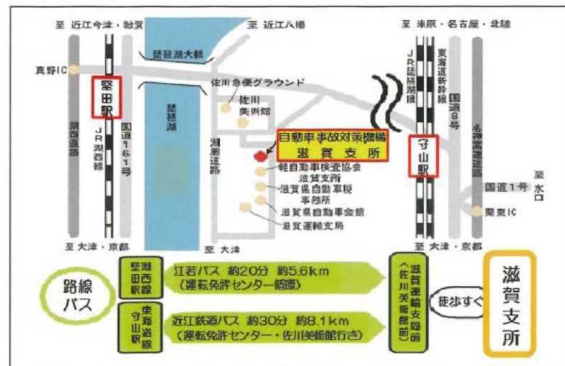 至 近江今津・敦賀
至 近江八幡
至 米原・名古屋・北陸
琵琶湖大橋
真野IC
堅田駅
佐川急便グラウンド
佐川
美術館
湖西道路
JR湖西線
国道161号
琵琶湖
湖周道路
自動車事故対策機構
滋賀支所
軽自動車検査協会
滋賀支所
滋賀県自動車税
事務所
滋賀県自動車会館
滋賀運輸支局
JR琵琶湖線
東海道新幹線
守山駅
国道8号
名神高速道路
国道1号
至 水口
栗東IC
至 大津・京都
至 大津
至 大津・京都
路線
バス
湖西線
堅田駅
江若バス 約20分 約5.6km
(運転免許センター経由)
東海道線
守山駅
近江鉄道バス 約30分 約8.1km
(運転免許センター・佐川美術館行き)
滋賀運輸支局前
(佐川美術館前)
徒歩すぐ
滋賀
支所